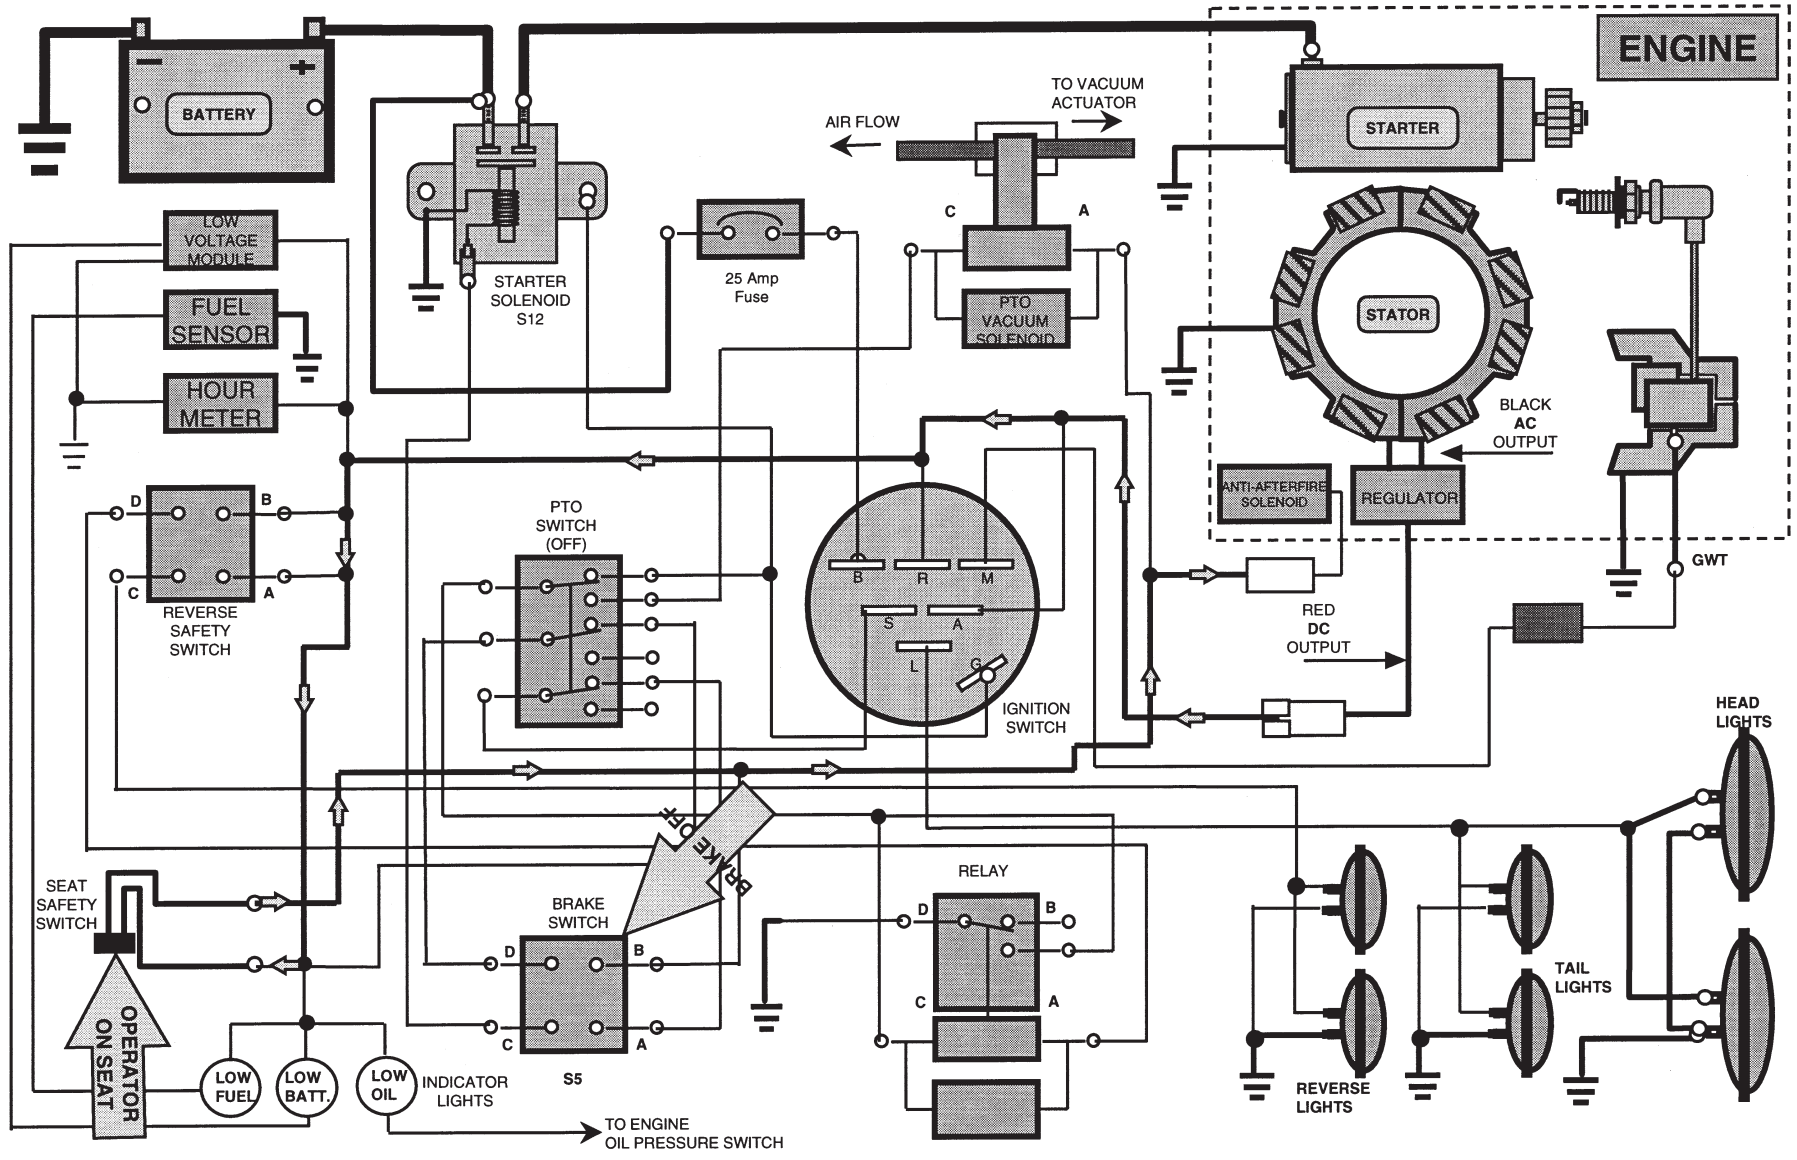 ENGINE
BATTERY
TO VACUUM
ACTUATOR
AIR FLOW
STARTER
C
A
LOW
VOLTAGE
MODULE
STARTER
SOLENOID
S12
25 Amp
Fuse
PTO
VACUUM
SOLENOID
STATOR
FUEL
SENSOR
HOUR
METER
BLACK
AC
OUTPUT
ANTI-AFTERFIRE
SOLENOID
REGULATOR
D
B
C
A
REVERSE
SAFETY
SWITCH
PTO
SWITCH
(OFF)
B
R
M
S
A
L
G
IGNITION
SWITCH
GWT
RED
DC
OUTPUT
HEAD
LIGHTS
BRAKE
OFF
SEAT
SAFETY
SWITCH
BRAKE
SWITCH
D
B
C
A
S5
RELAY
D
B
C
A
TAIL
LIGHTS
REVERSE
LIGHTS
OPERATOR
ON SEAT
LOW
FUEL
LOW
BATT.
LOW
OIL
INDICATOR
LIGHTS
TO ENGINE
OIL PRESSURE SWITCH